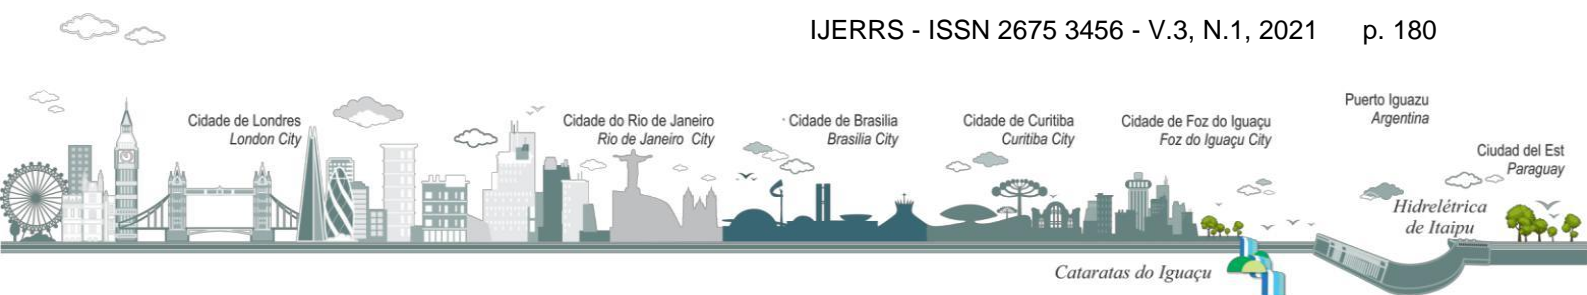 IJERRS - ISSN 2675 3456 - V.3, N.1, 2021 p. 180
Cidade de Londres
London City
Cidade do Rio de Janeiro
Rio de Janeiro City
Cidade de Brasilia
Brasilia City
Cidade de Curitiba
Curitiba City
Cidade de Foz do Iguaçu
Foz do Iguaçu City
Puerto Iguazu
Argentina
Ciudad del Est
Paraguay
Hidrelétrica
de Itaipu
Cataratas do Iguaçu